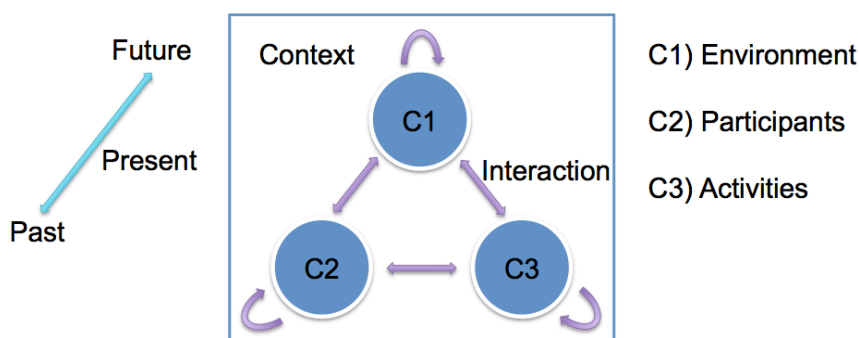 Future
Present
Past
Context
C1
Interaction
C2
C3
C1) Environment
C2) Participants
C3) Activities